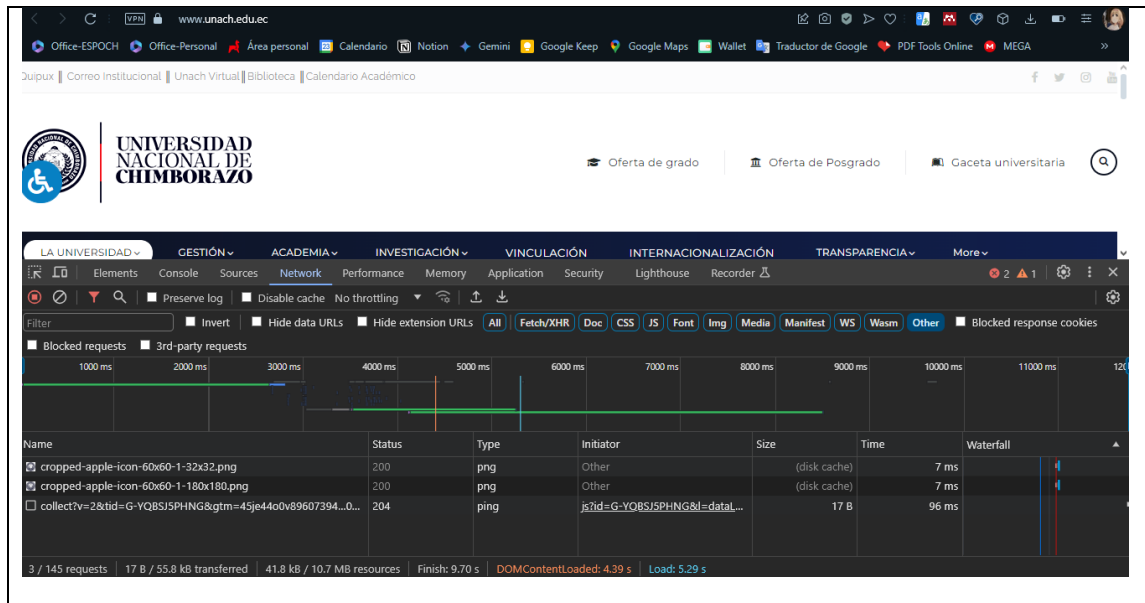 VPN www.unach.edu.ec
Office-ESPOCH Office-Personal Área personal Calendario Notion Gemini Google Keep Google Maps Wallet Traductor de Google PDF Tools Online MEGA »
Quipux Correo Institucional Unach Virtual Biblioteca Calendario Académico
UNIVERSIDAD
NACIONAL DE
CHIMBORAZO
Oferta de grado Oferta de Posgrado Gaceta universitaria
LA UNIVERSIDAD GESTIÓN ACADEMIA INVESTIGACIÓN VINCULACIÓN INTERNACIONALIZACIÓN TRANSPARENCIA More
Elements Console Sources Network Performance Memory Application Security Lighthouse Recorder 2 1
Preserve log Disable cache No throttling
Filter Invert Hide data URLs Hide extension URLs All Fetch/XHR Doc CSS JS Font Img Media Manifest WS Wasm Other Blocked response cookies
Blocked requests 3rd-party requests
1000 ms 2000 ms 3000 ms 4000 ms 5000 ms 6000 ms 7000 ms 8000 ms 9000 ms 10000 ms 11000 ms 120
Name Status Type Initiator Size Time Waterfall
cropped-apple-icon-60x60-1-32x32.png 200 png Other (disk cache) 7 ms
cropped-apple-icon-60x60-1-180x180.png 200 png Other (disk cache) 7 ms
collect?v=2&tid=G-YQBSJ5PHNG&gtm=45je44o0v89607394...0... 204 ping js?id=G-YQBSJ5PHNG&l=dataL... 17 B 96 ms
3 / 145 requests 17 B / 55.8 kB transferred 41.8 kB / 10.7 MB resources Finish: 9.70 s DOMContentLoaded: 4.39 s Load: 5.29 s